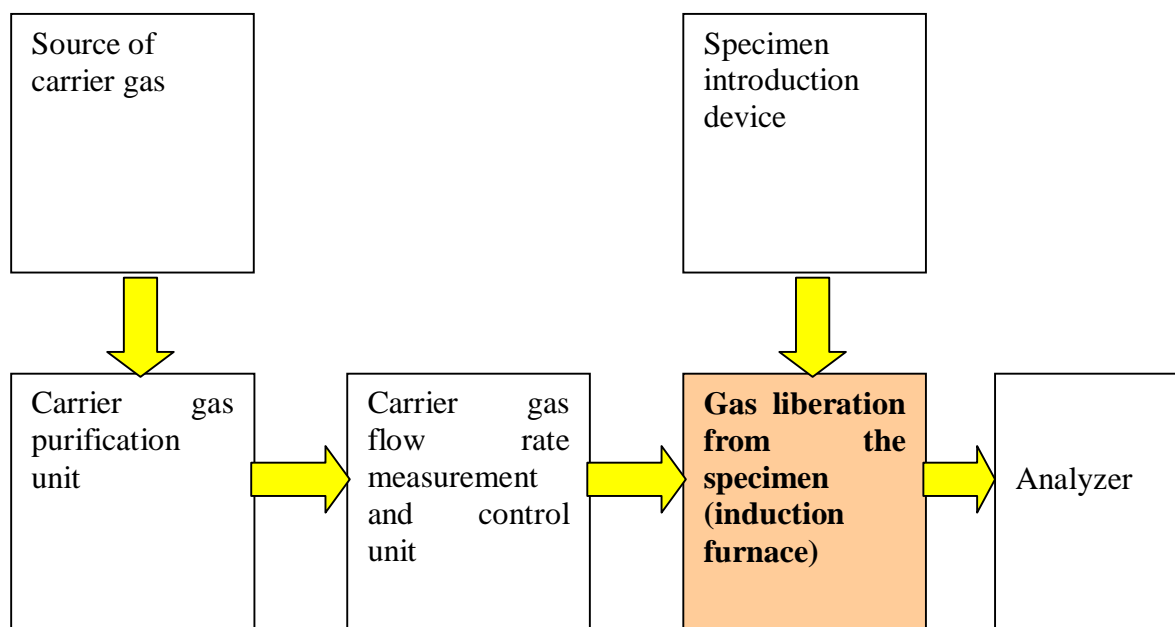 Source of
carrier gas
Specimen
introduction
device
Carrier gas
purification
unit
Carrier gas
flow rate
measurement
and control
unit
Gas liberation
from the
specimen
(induction
furnace)
Analyzer